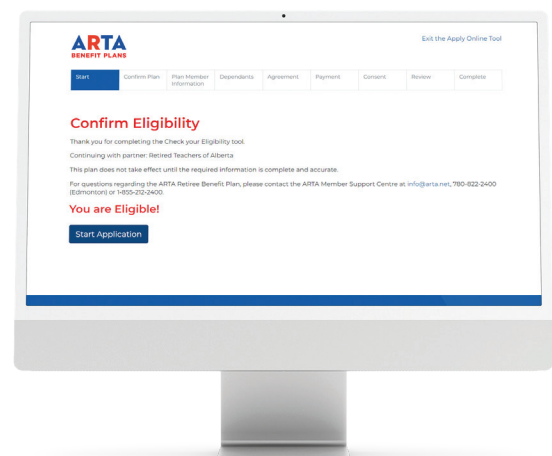 ARTA
BENEFIT PLANS
Exit the Apply Online Tool
Start
Confirm Plan
Plan Member
Information
Dependants
Agreement
Payment
Consent
Review
Complete
Confirm Eligibility
Thank you for completing the Check your Eligibility tool.
Continuing with partner: Retired Teachers of Alberta
This plan does not take effect until the required information is complete and accurate.
For questions regarding the ARTA Retiree Benefit Plan, please contact the ARTA Member Support Centre at info@arta.net, 780-822-2400
(Edmonton) or 1-855-212-2400.
You are Eligible!
Start Application